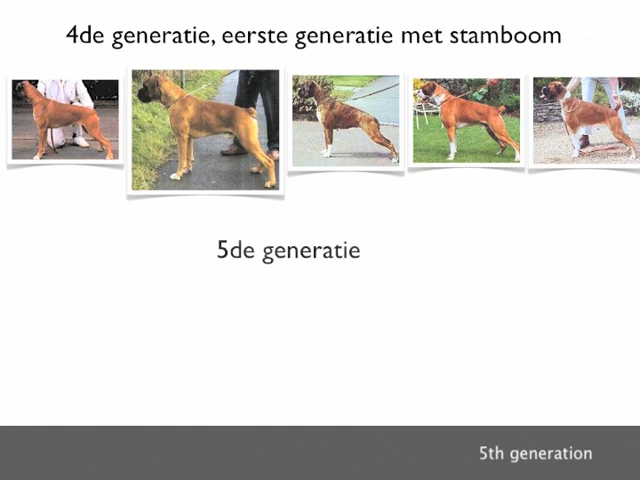 4de generatie, eerste generatie met stamboom
5de generatie
5th generation